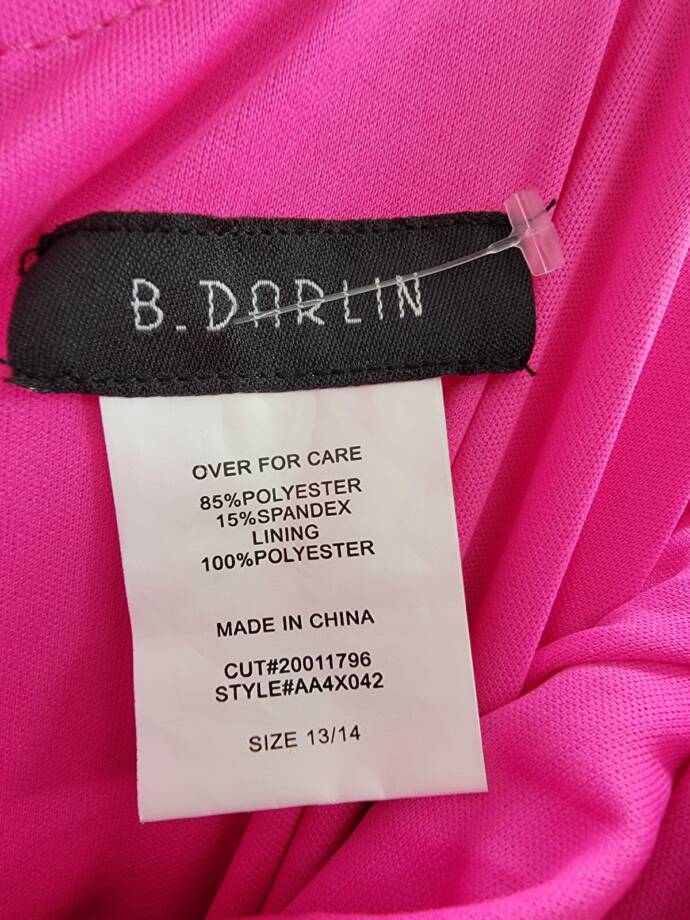 B.DARLIN
OVER FOR CARE
85%POLYESTER
15%SPANDEX
LINING
100%POLYESTER
MADE IN CHINA
CUT#20011796
STYLE#AA4X042
SIZE 13/14